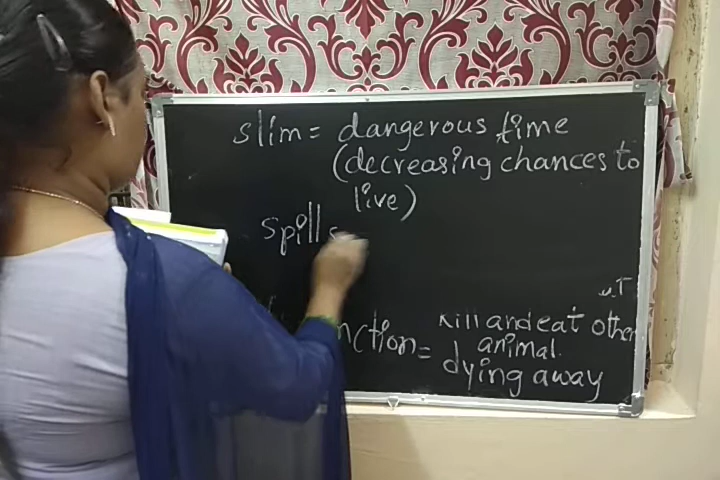 slim = dangerous time
(decreasing chances to
live)
spills
kill and eat other
nction = animal.
dying away